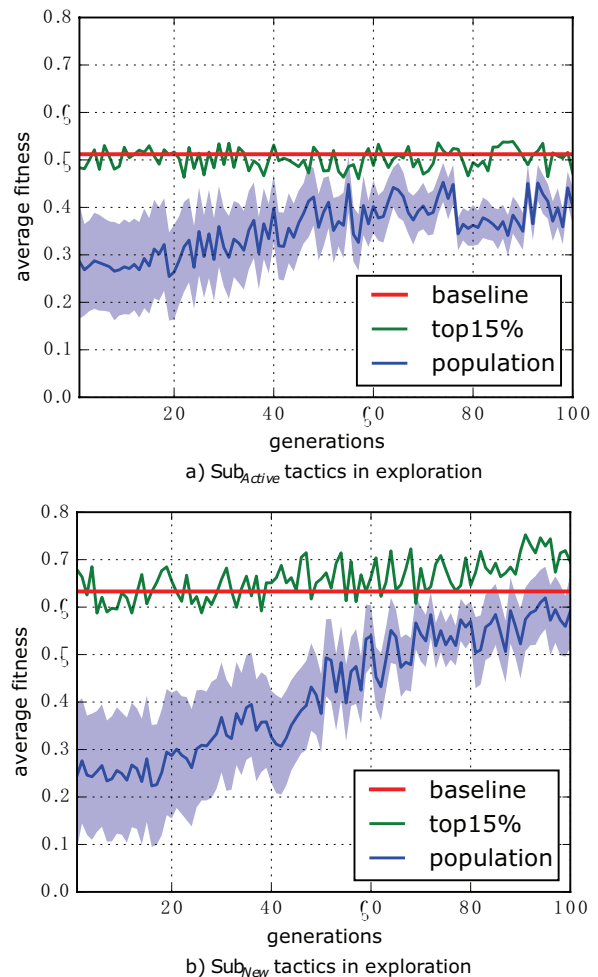 0.8
0.7
0.6
0.5
0.4
0.3
0.2
0.1
0.0
average fitness
baseline
top15%
population
20 40 60 80 100
generations
a) SubActive tactics in exploration
0.8
0.7
0.6
0.5
0.4
0.3
0.2
0.1
0.0
average fitness
baseline
top15%
population
20 40 60 80 100
generations
b) SubNew tactics in exploration